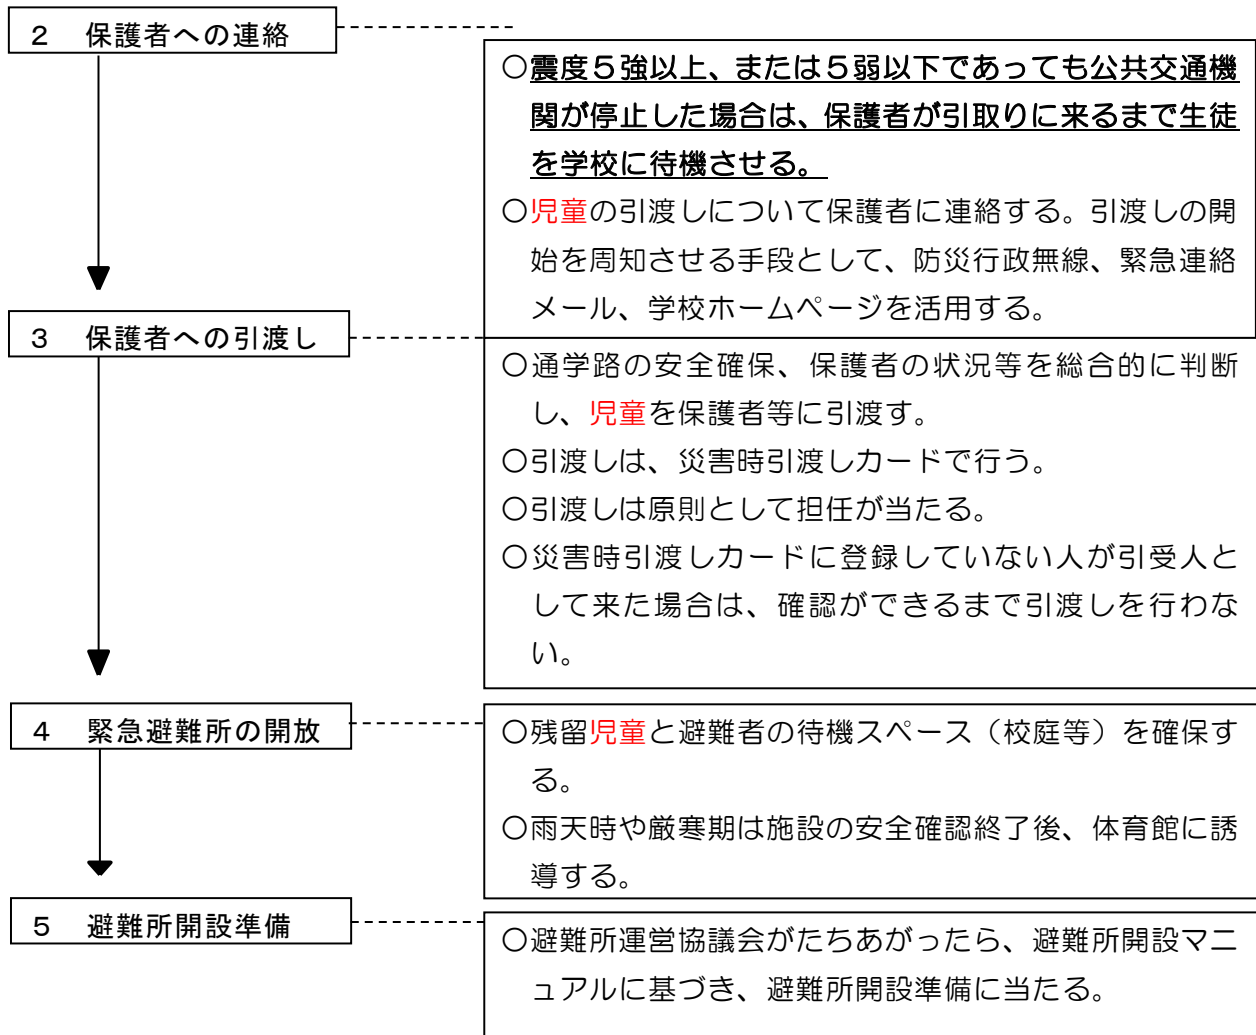 ２　保護者への連絡
○震度５強以上、または５弱以下であっても公共交通機
関が停止した場合は、保護者が引取りに来るまで生徒
を学校に待機させる。
○児童の引渡しについて保護者に連絡する。引渡しの開
始を周知させる手段として、防災行政無線、緊急連絡
メール、学校ホームページを活用する。
３　保護者への引渡し
○通学路の安全確保、保護者の状況等を総合的に判断
し、児童を保護者等に引渡す。
○引渡しは、災害時引渡しカードで行う。
○引渡しは原則として担任が当たる。
○災害時引渡しカードに登録していない人が引受人と
して来た場合は、確認ができるまで引渡しを行わな
い。
４　緊急避難所の開放
○残留児童と避難者の待機スペース（校庭等）を確保す
る。
○雨天時や厳寒期は施設の安全確認終了後、体育館に誘
導する。
５　避難所開設準備
○避難所運営協議会がたちあがったら、避難所開設マニ
ュアルに基づき、避難所開設準備に当たる。